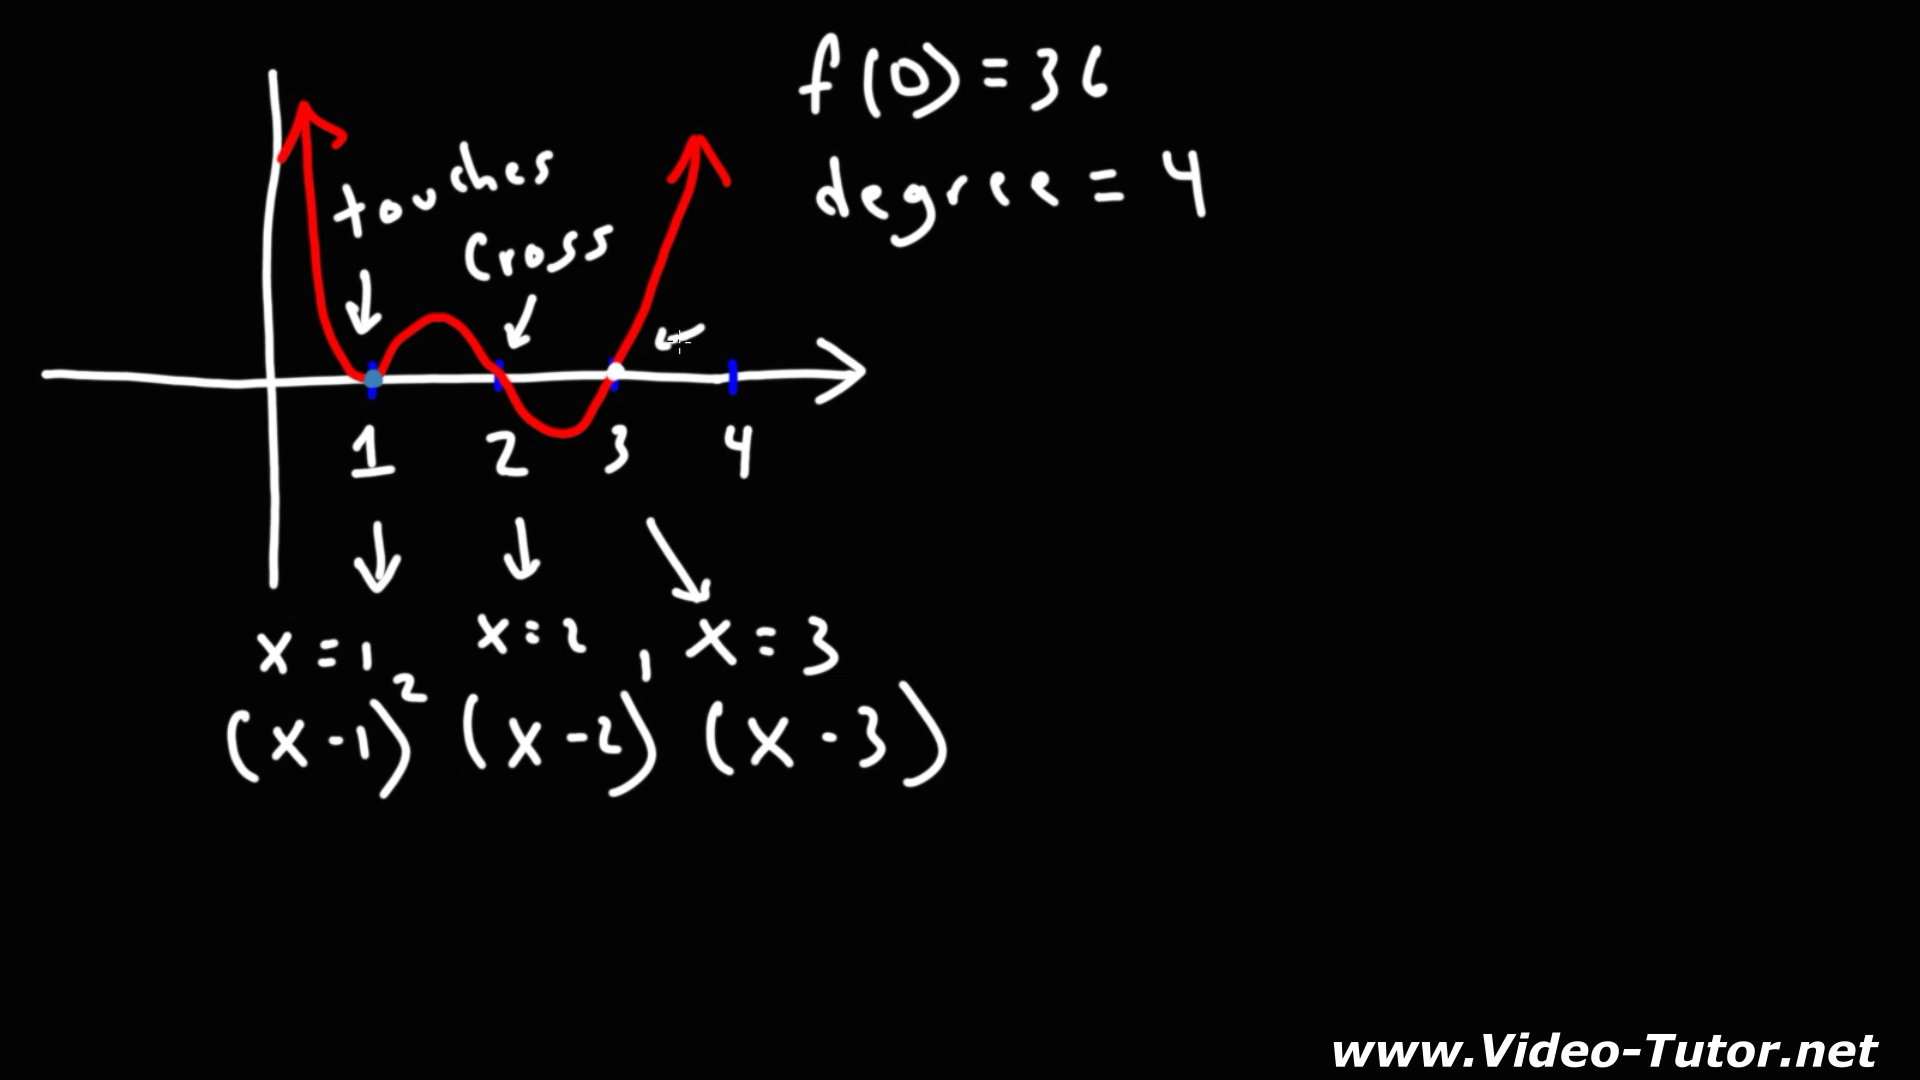 f(0) = 36
degree = 4
touches
cross
1 2 3 4
x = 1 x = 2 x = 3
(x - 1)² (x - 2)¹ (x - 3)
www.Video-Tutor.net